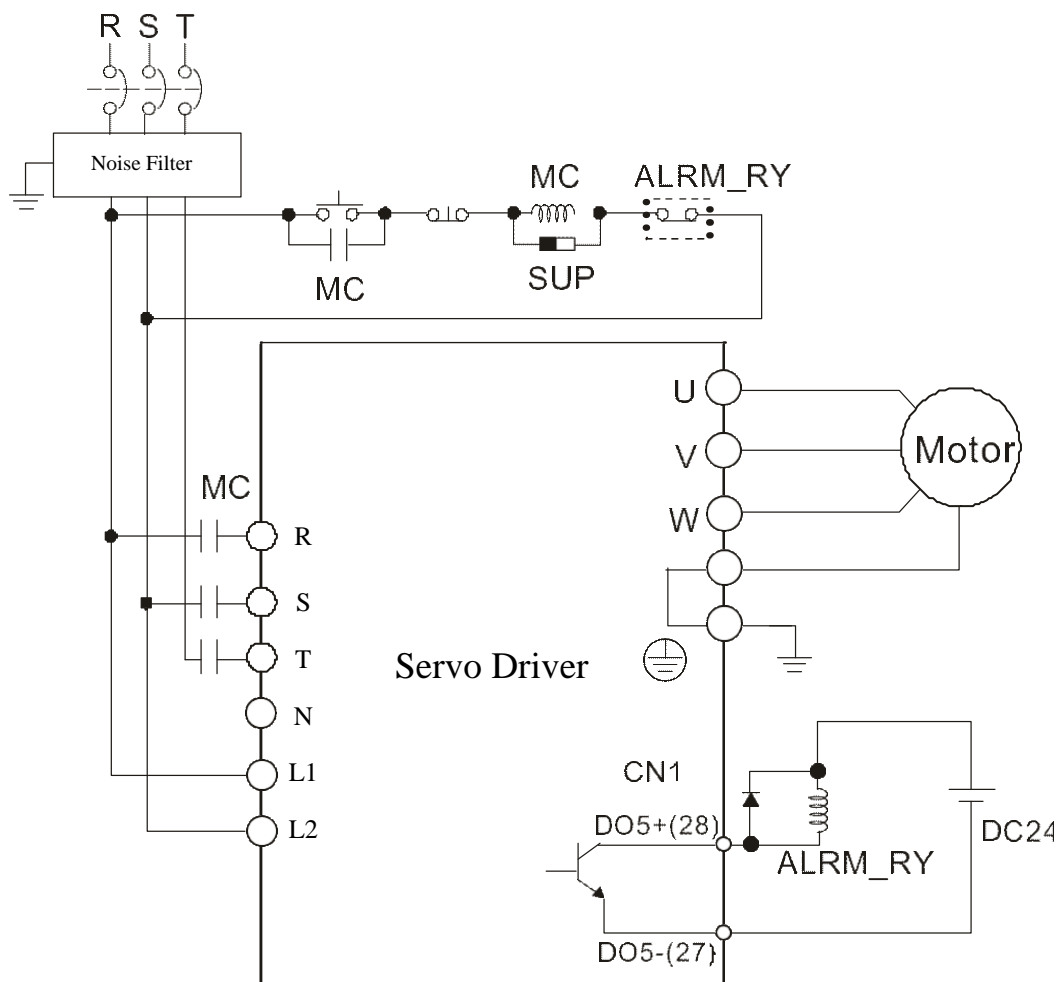 R S T
Noise Filter
MC
ALRM_RY
MC
SUP
U
V
W
Motor
MC
R
S
T
N
L1
L2
Servo Driver
CN1
DO5+(28)
ALRM_RY
DC24
DO5-(27)